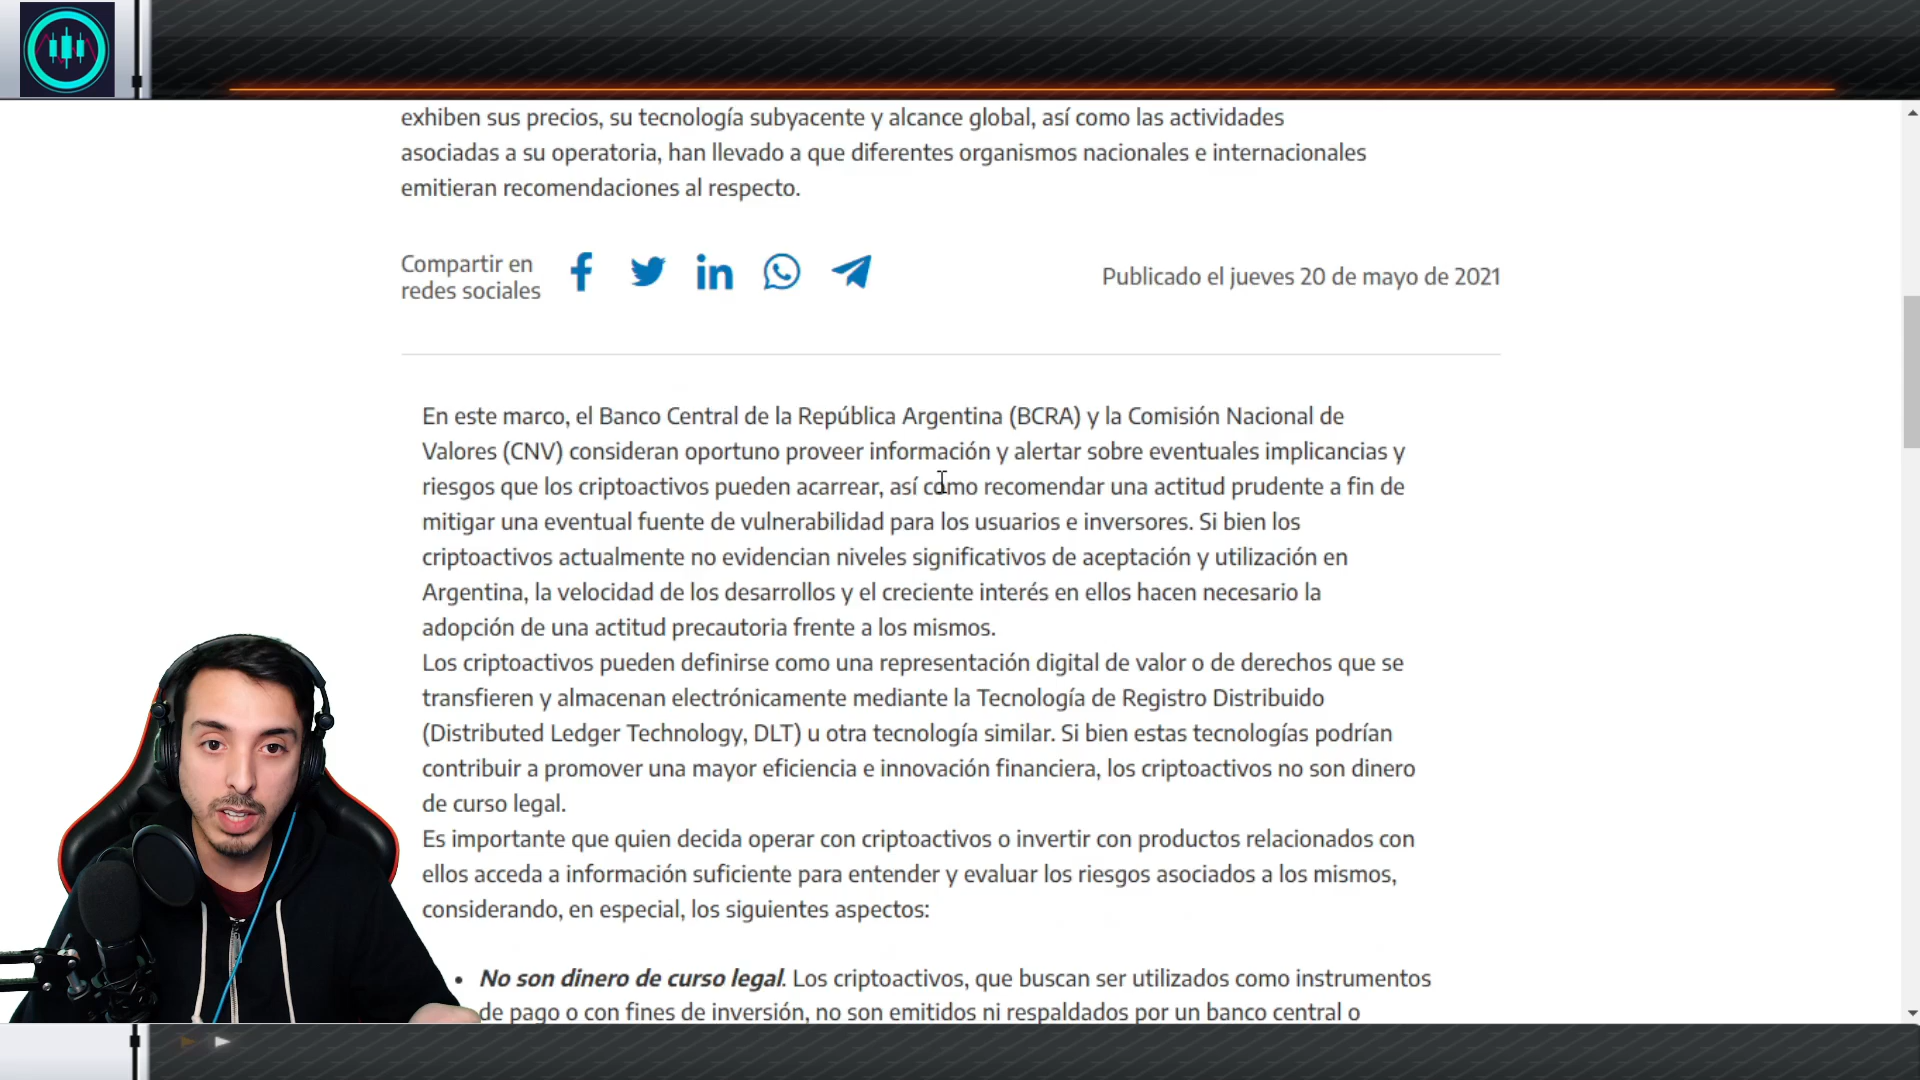 exhiben sus precios, su tecnología subyacente y alcance global, así como las actividades
asociadas a su operatoria, han llevado a que diferentes organismos nacionales e internacionales
emitieran recomendaciones al respecto.
Compartir en
redes sociales
Publicado el jueves 20 de mayo de 2021
En este marco, el Banco Central de la República Argentina (BCRA) y la Comisión Nacional de
Valores (CNV) consideran oportuno proveer información y alertar sobre eventuales implicancias y
riesgos que los criptoactivos pueden acarrear, así como recomendar una actitud prudente a fin de
mitigar una eventual fuente de vulnerabilidad para los usuarios e inversores. Si bien los
criptoactivos actualmente no evidencian niveles significativos de aceptación y utilización en
Argentina, la velocidad de los desarrollos y el creciente interés en ellos hacen necesario la
adopción de una actitud precautoria frente a los mismos.
Los criptoactivos pueden definirse como una representación digital de valor o de derechos que se
transfieren y almacenan electrónicamente mediante la Tecnología de Registro Distribuido
(Distributed Ledger Technology, DLT) u otra tecnología similar. Si bien estas tecnologías podrían
contribuir a promover una mayor eficiencia e innovación financiera, los criptoactivos no son dinero
de curso legal.
Es importante que quien decida operar con criptoactivos o invertir con productos relacionados con
ellos acceda a información suficiente para entender y evaluar los riesgos asociados a los mismos,
considerando, en especial, los siguientes aspectos:
• No son dinero de curso legal. Los criptoactivos, que buscan ser utilizados como instrumentos
de pago o con fines de inversión, no son emitidos ni respaldados por un banco central o